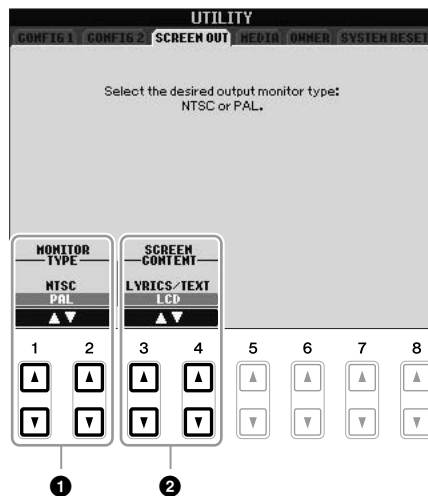 UTILITY
CONFIG 1 CONFIG 2 SCREEN OUT MEDIA OWNER SYSTEM RESET
Select the desired output monitor type:
NTSC or PAL.
MONITOR TYPE
NTSC
PAL
SCREEN CONTENT
LYRICS/TEXT
LCD
1 2 3 4 5 6 7 8
1 2